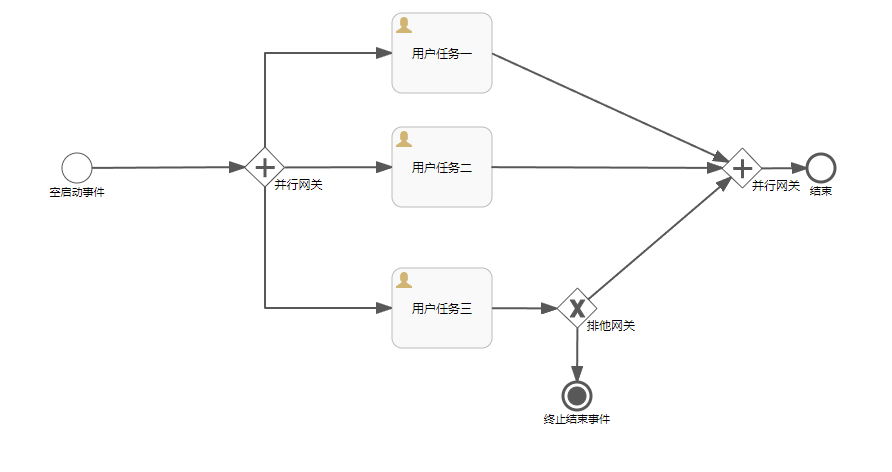 用户任务一
空启动事件
并行网关
用户任务二
并行网关
结束
用户任务三
排他网关
终止结束事件